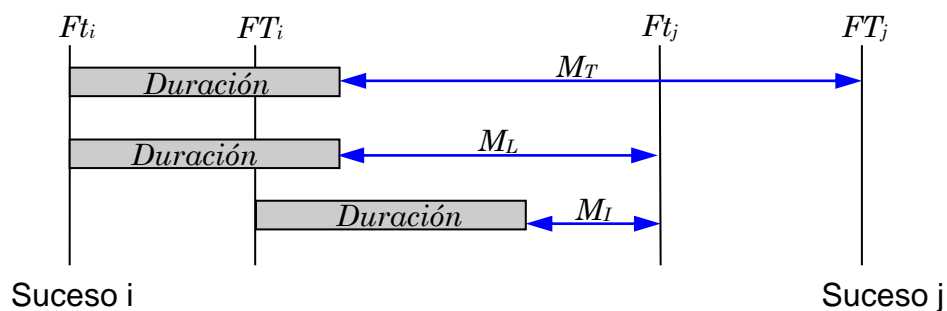 Ft_i FT_i Ft_j FT_j
Duración M_T
Duración M_L
Duración M_I
Suceso i Suceso j